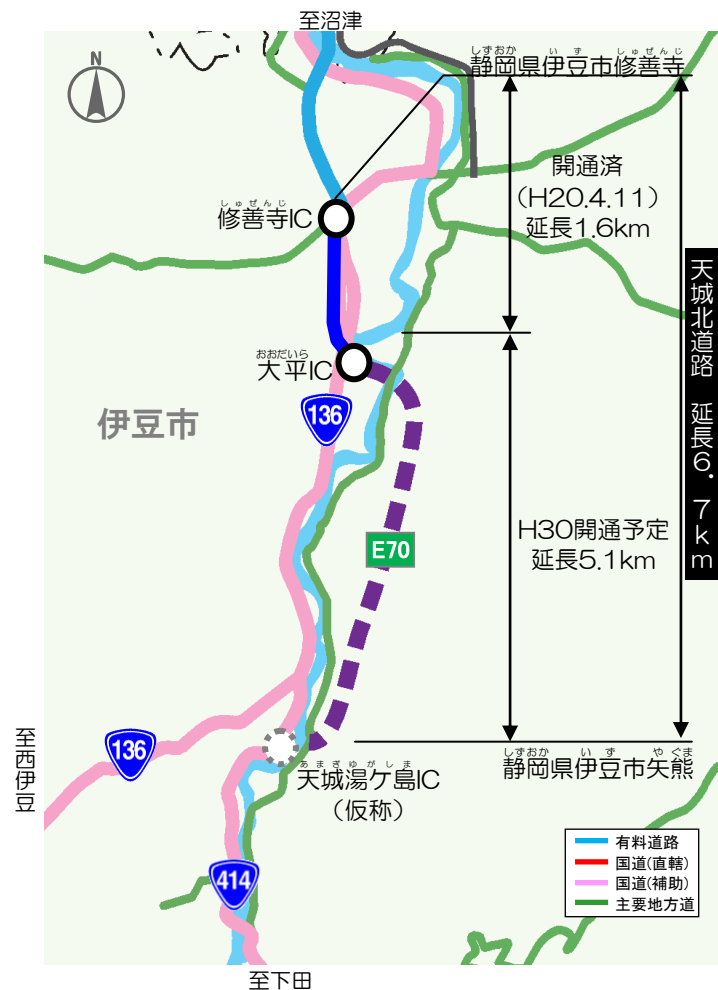 至沼津
N
しずおか い ず しゅぜんじ
静岡県伊豆市修善寺
開通済
（H20.4.11）
延長1.6km
しゅぜんじ
修善寺IC
おおだいら
大平IC
136
伊豆市
天城北道路 延長6．7km
H30開通予定
延長5.1km
E70
至西伊豆
136
しずおか い ず や ぐま
静岡県伊豆市矢熊
あまぎゆがしま
天城湯ケ島IC
（仮称）
414
有料道路
国道(直轄)
国道(補助)
主要地方道
至下田